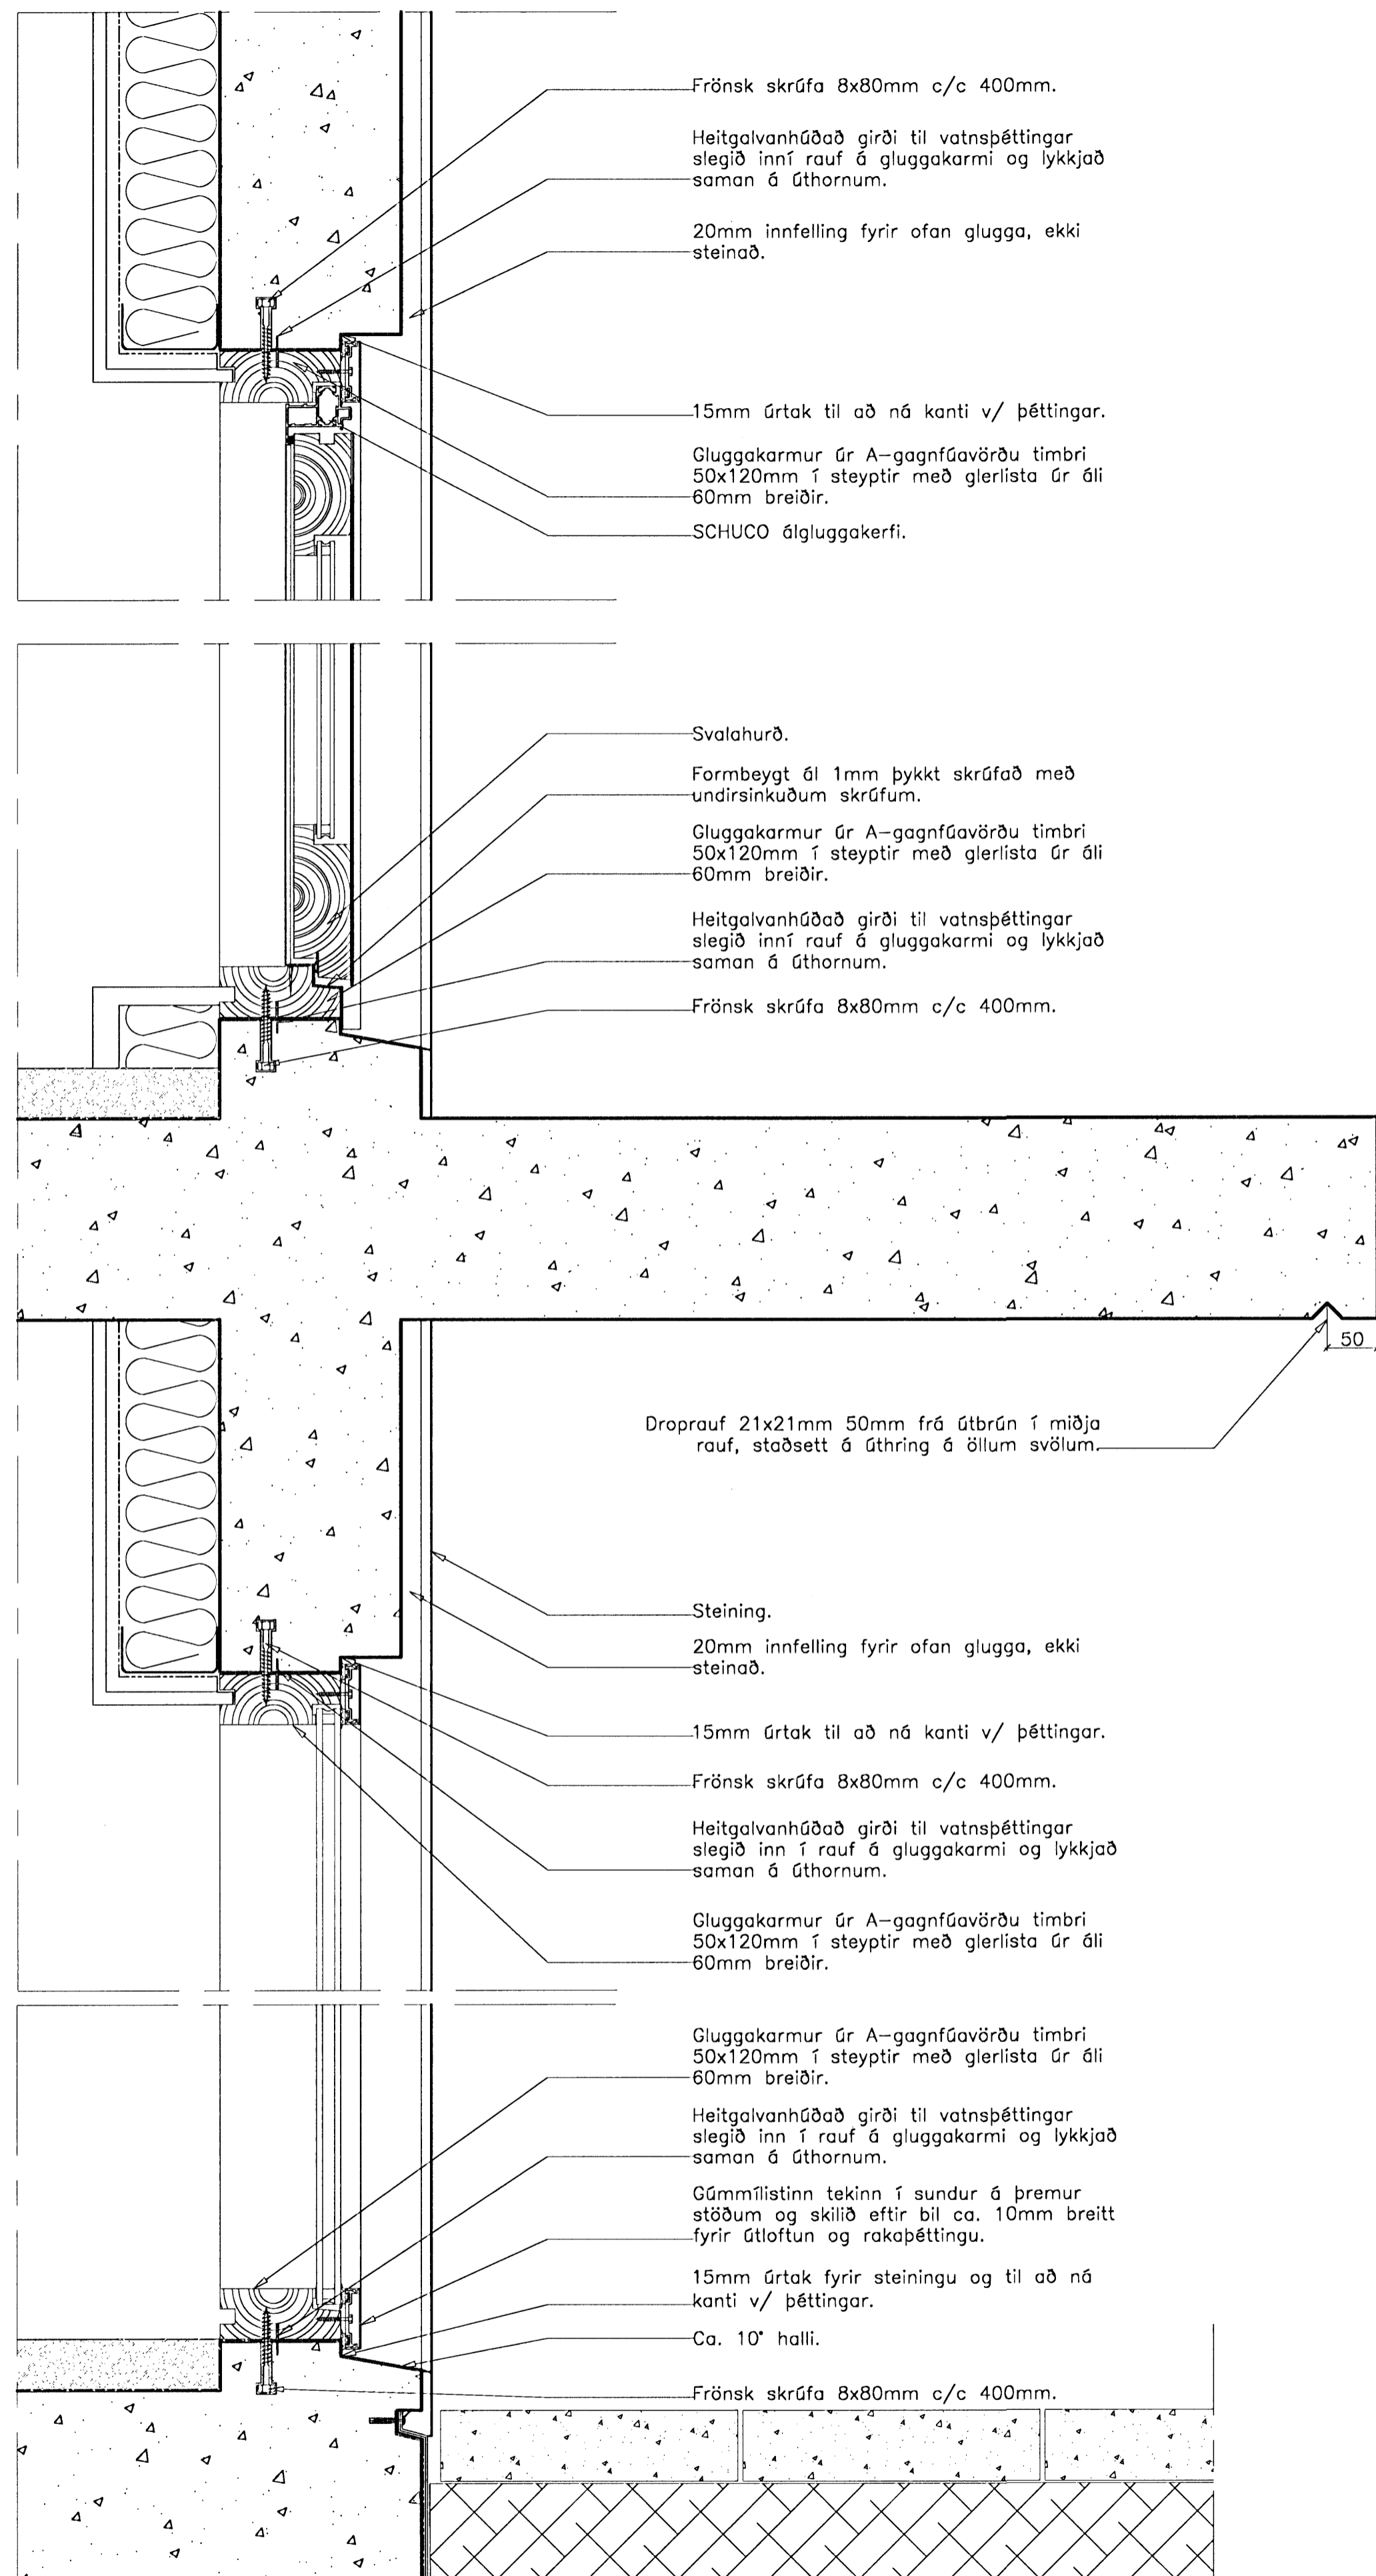 Frönsk skrúfa 8x80mm c/c 400mm.
Heitgalvanhúðað girði til vatnsþéttingar
slegið inní rauf á gluggakarmi og lykkjað
saman á úthornum.
20mm innfelling fyrir ofan glugga, ekki
steinað.
15mm úrtak til að ná kanti v/ þéttingar.
Gluggakarmur úr A-gagnfúavörðu timbri
50x120mm í steyptir með glerlista úr áli
60mm breiðir.
SCHUCO álgluggakerfi.
Svalahurð.
Formbeygt ál 1mm þykkt skrúfað með
undirsinkuðum skrúfum.
Gluggakarmur úr A-gagnfúavörðu timbri
50x120mm í steyptir með glerlista úr áli
60mm breiðir.
Heitgalvanhúðað girði til vatnsþéttingar
slegið inní rauf á gluggakarmi og lykkjað
saman á úthornum.
Frönsk skrúfa 8x80mm c/c 400mm.
50
Droprauf 21x21mm 50mm frá útbrún í miðja
rauf, staðsett á úthring á öllum svölum.
Steining.
20mm innfelling fyrir ofan glugga, ekki
steinað.
15mm úrtak til að ná kanti v/ þéttingar.
Frönsk skrúfa 8x80mm c/c 400mm.
Heitgalvanhúðað girði til vatnsþéttingar
slegið inn í rauf á gluggakarmi og lykkjað
saman á úthornum.
Gluggakarmur úr A-gagnfúavörðu timbri
50x120mm í steyptir með glerlista úr áli
60mm breiðir.
Gluggakarmur úr A-gagnfúavörðu timbri
50x120mm í steyptir með glerlista úr áli
60mm breiðir.
Heitgalvanhúðað girði til vatnsþéttingar
slegið inn í rauf á gluggakarmi og lykkjað
saman á úthornum.
Gúmmílistinn tekinn í sundur á þremur
stöðum og skilið eftir bil ca. 10mm breitt
fyrir útloftun og rakaþéttingu.
15mm úrtak fyrir steiningu og til að ná
kanti v/ þéttingar.
Ca. 10° halli.
Frönsk skrúfa 8x80mm c/c 400mm.